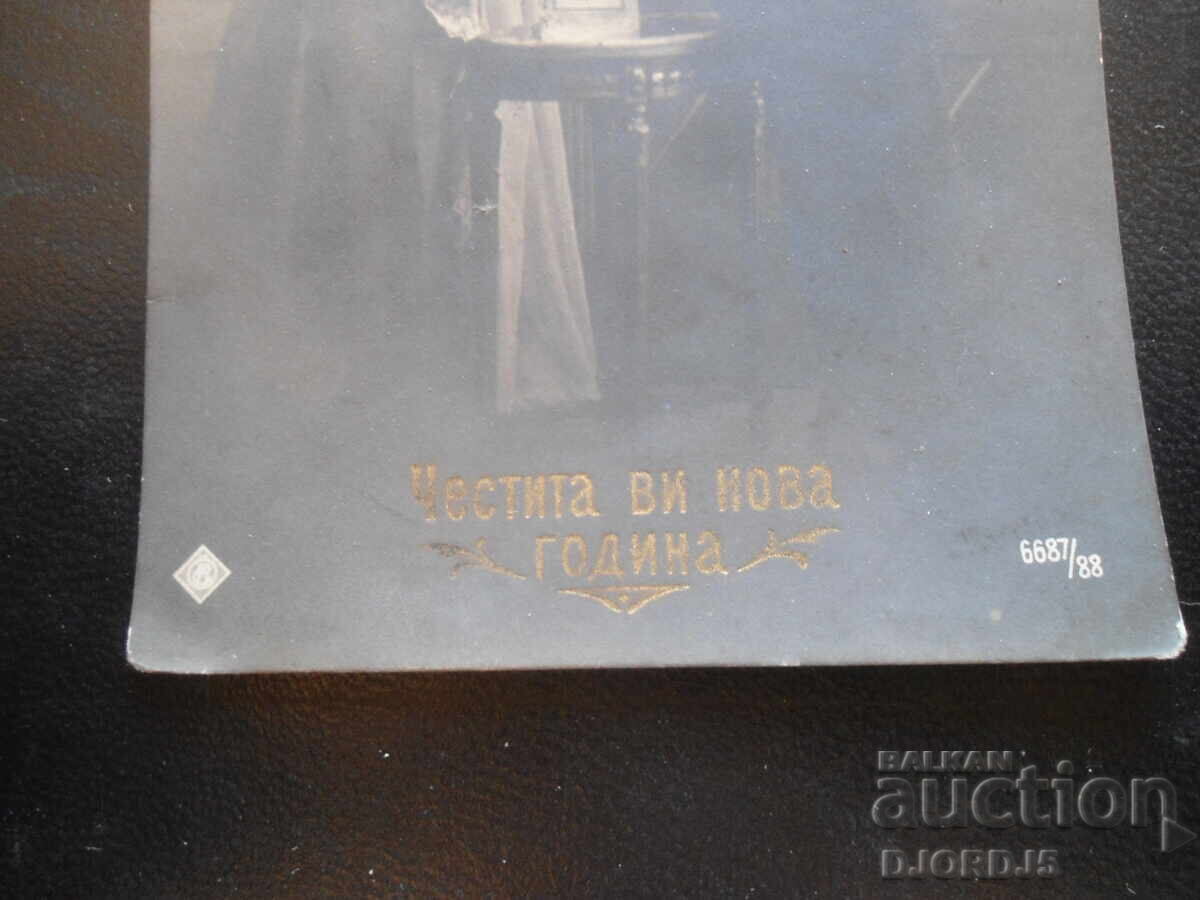 Честита ви нова
година
6687/88
BALKAN
auction
DJORDJ5